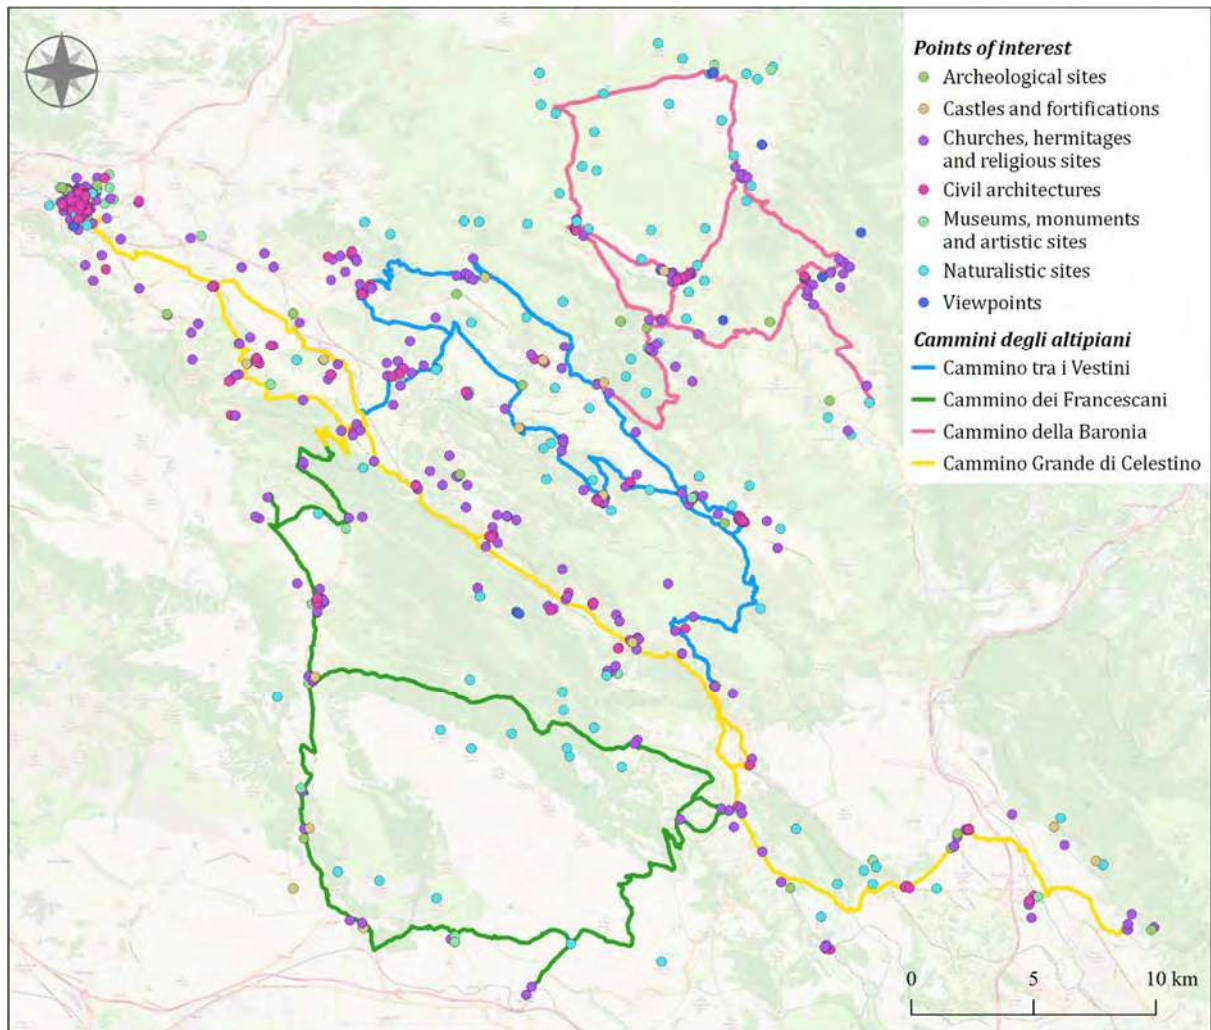 Points of interest
Archeological sites
Castles and fortifications
Churches, hermitages
and religious sites
Civil architectures
Museums, monuments
and artistic sites
Naturalistic sites
Viewpoints
Cammini degli altipiani
Cammino tra i Vestini
Cammino dei Francescani
Cammino della Baronia
Cammino Grande di Celestino
0 5 10 km